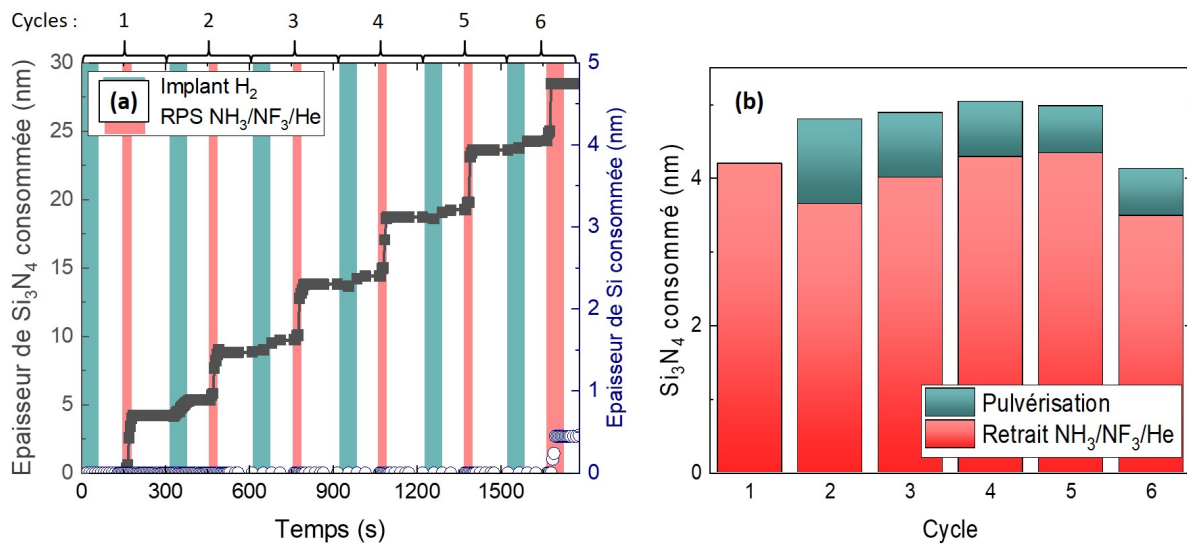 Cycles :
1 2 3 4 5 6
(a)
Implant H₂
RPS NH₃/NF₃/He
Epaisseur de Si₃N₄ consommée (nm)
30
25
20
15
10
5
0
0 300 600 900 1200 1500
Temps (s)
Epaisseur de Si consommée (nm)
5
4
3
2
1
0
(b)
Si₃N₄ consommé (nm)
4
2
0
Pulvérisation
Retrait NH₃/NF₃/He
1 2 3 4 5 6
Cycle